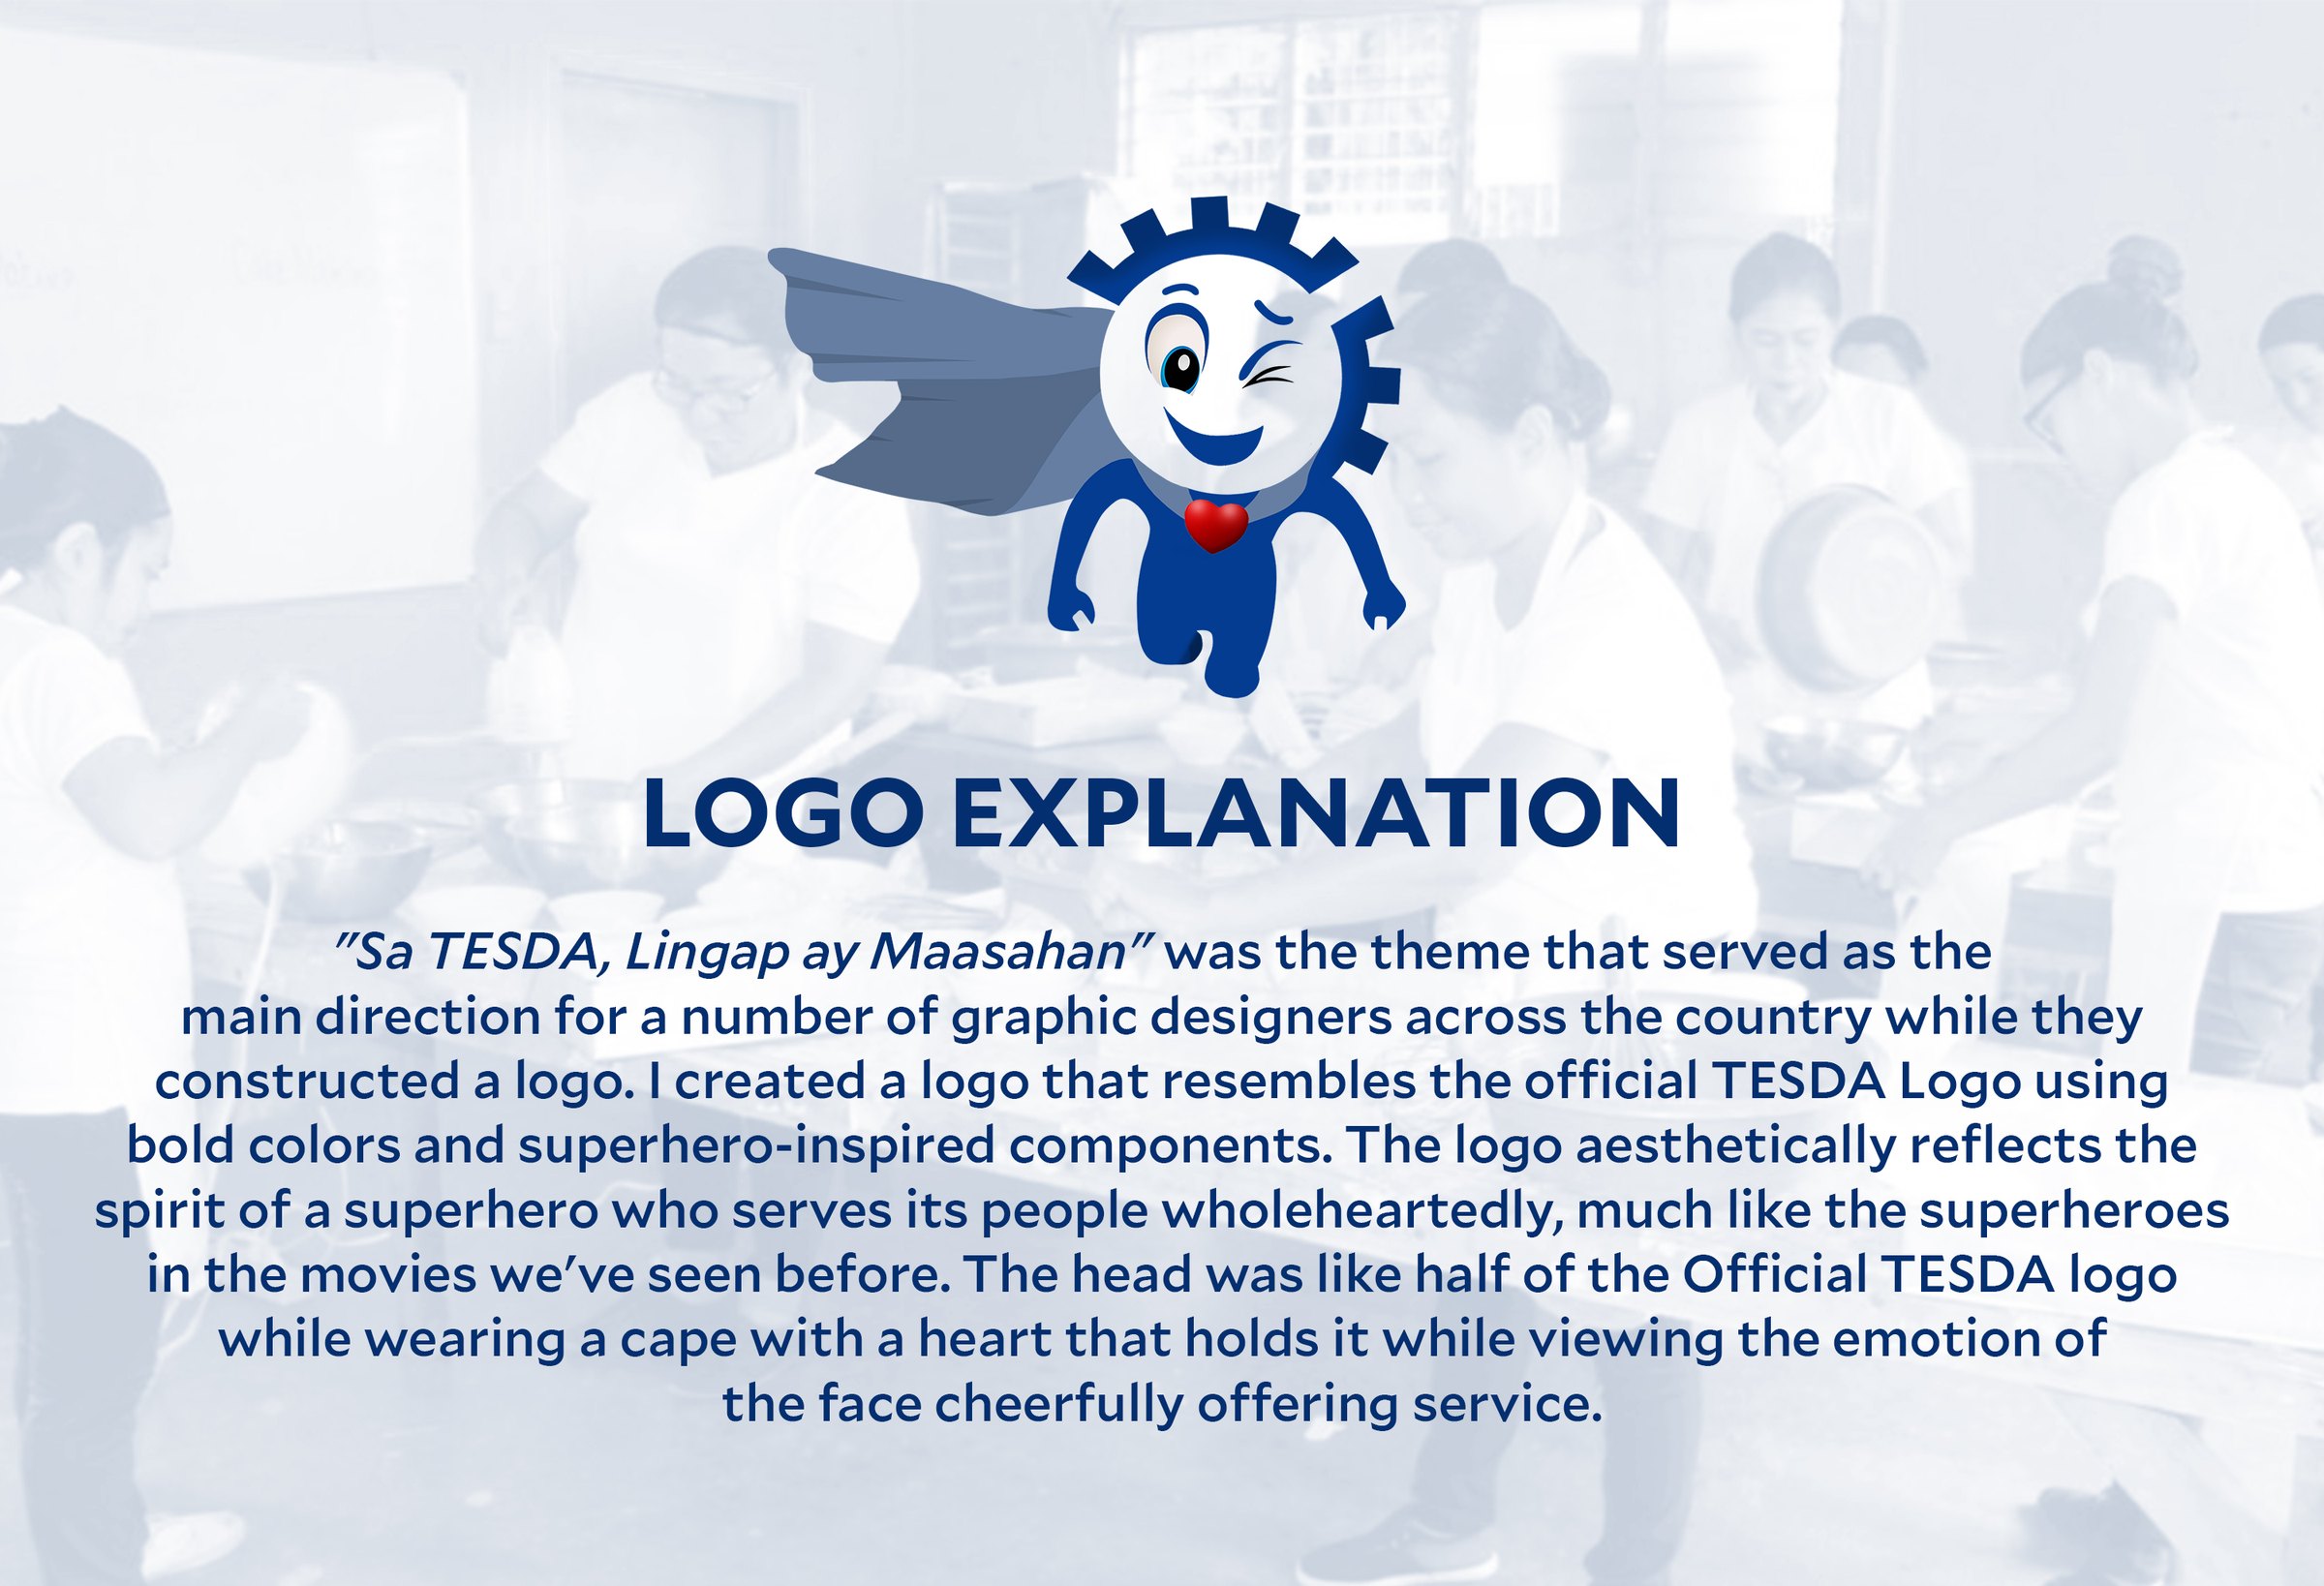 LOGO EXPLANATION
"Sa TESDA, Lingap ay Maasahan" was the theme that served as the
main direction for a number of graphic designers across the country while they
constructed a logo. I created a logo that resembles the official TESDA Logo using
bold colors and superhero-inspired components. The logo aesthetically reflects the
spirit of a superhero who serves its people wholeheartedly, much like the superheroes
in the movies we've seen before. The head was like half of the Official TESDA logo
while wearing a cape with a heart that holds it while viewing the emotion of
the face cheerfully offering service.